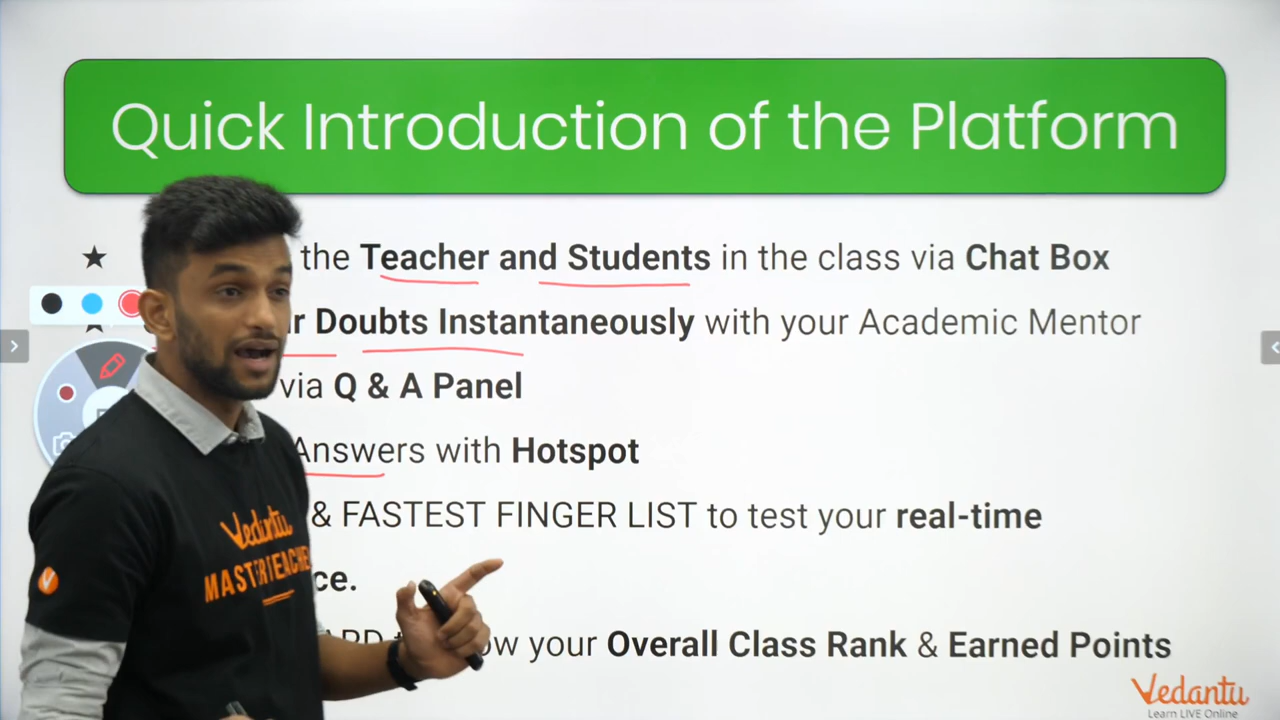 Quick Introduction of the Platform
★ the Teacher and Students in the class via Chat Box
Doubts Instantaneously with your Academic Mentor
via Q & A Panel
Answers with Hotspot
& FASTEST FINGER LIST to test your real-time
ce.
your Overall Class Rank & Earned Points
Vedantu
MASTER TEACHER
V
Vedantu
Learn LIVE Online